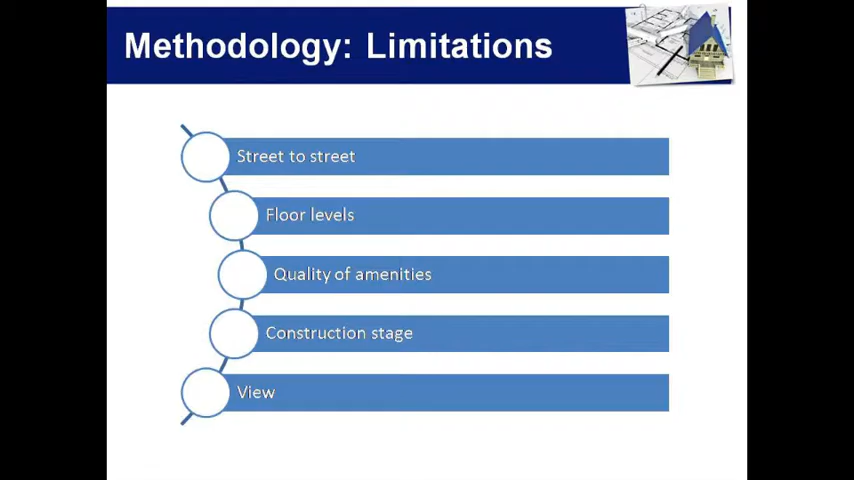 Methodology: Limitations
Street to street
Floor levels
Quality of amenities
Construction stage
View